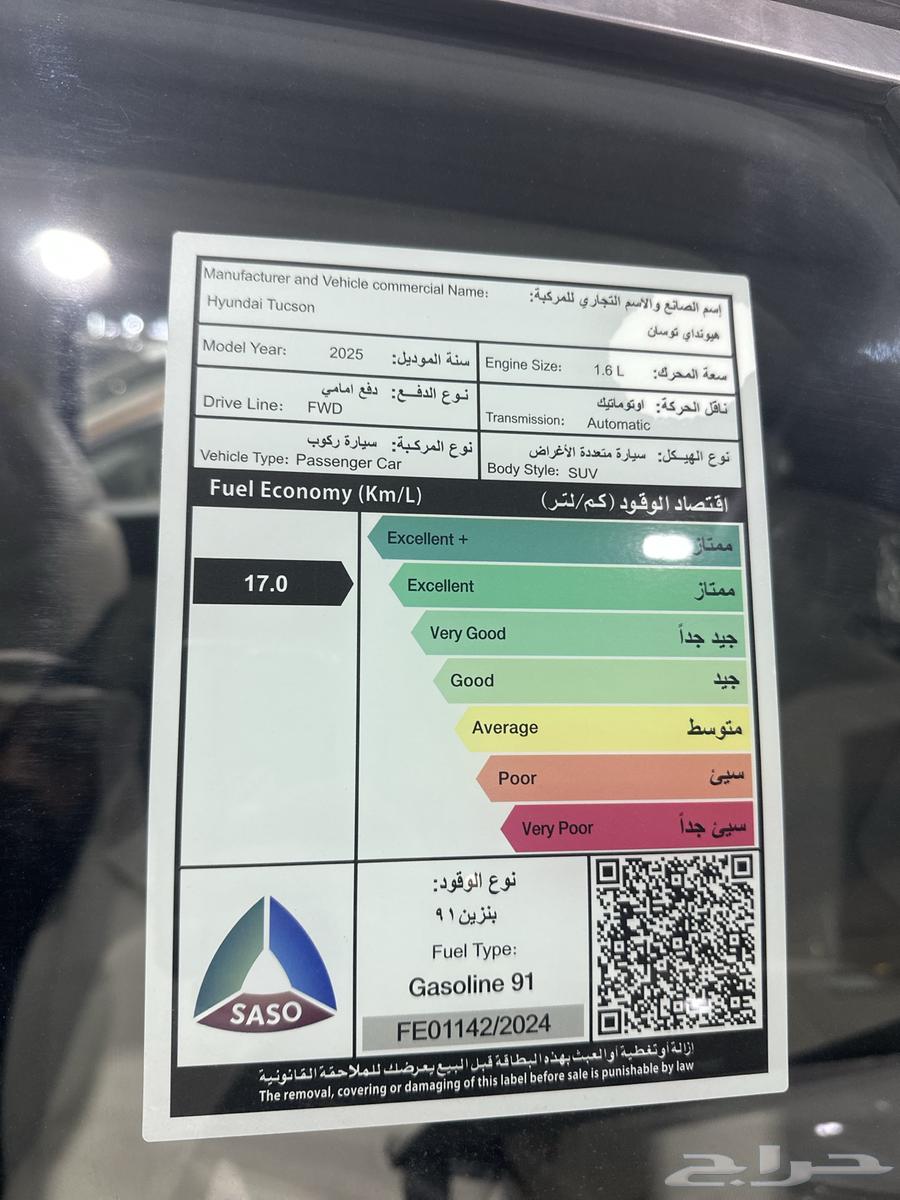 Manufacturer and Vehicle commercial Name:
إسم الصانع والاسم التجاري للمركبة:
Hyundai Tucson
هيونداي توسان
Model Year: 2025 سنة الموديل:
Engine Size: 1.6 L سعة المحرك:
نوع الدفع: دفع امامي
Drive Line: FWD
ناقل الحركة: اوتوماتيك
Transmission: Automatic
نوع المركبة: سيارة ركوب
Vehicle Type: Passenger Car
نوع الهيكل: سيارة متعددة الأغراض
Body Style: SUV
Fuel Economy (Km/L) اقتصاد الوقود (كم/لتر)
17.0
Excellent + ممتاز
Excellent ممتاز
Very Good جيد جداً
Good جيد
Average متوسط
Poor سيئ
Very Poor سيئ جداً
SASO
نوع الوقود:
بنزين ٩١
Fuel Type:
Gasoline 91
FE01142/2024
إزالة أو تغطية أو العبث بهذه البطاقة قبل البيع يعرضك للملاحقة القانونية
The removal, covering or damaging of this label before sale is punishable by law
حراج